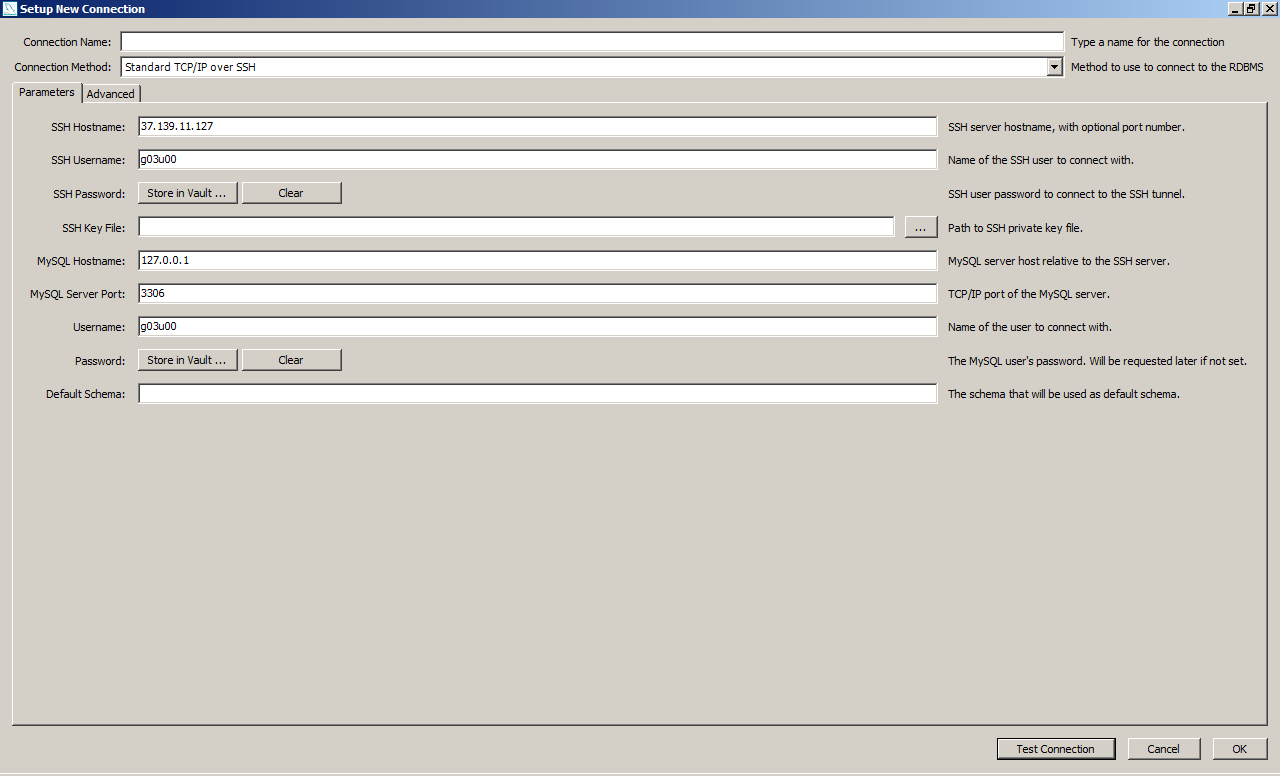 Setup New Connection
Connection Name: Type a name for the connection
Connection Method: Standard TCP/IP over SSH Method to use to connect to the RDBMS
Parameters Advanced
SSH Hostname: 37.139.11.127 SSH server hostname, with optional port number.
SSH Username: g03u00 Name of the SSH user to connect with.
SSH Password: Store in Vault ... Clear SSH user password to connect to the SSH tunnel.
SSH Key File: ... Path to SSH private key file.
MySQL Hostname: 127.0.0.1 MySQL server host relative to the SSH server.
MySQL Server Port: 3306 TCP/IP port of the MySQL server.
Username: g03u00 Name of the user to connect with.
Password: Store in Vault ... Clear The MySQL user's password. Will be requested later if not set.
Default Schema: The schema that will be used as default schema.
Test Connection Cancel OK